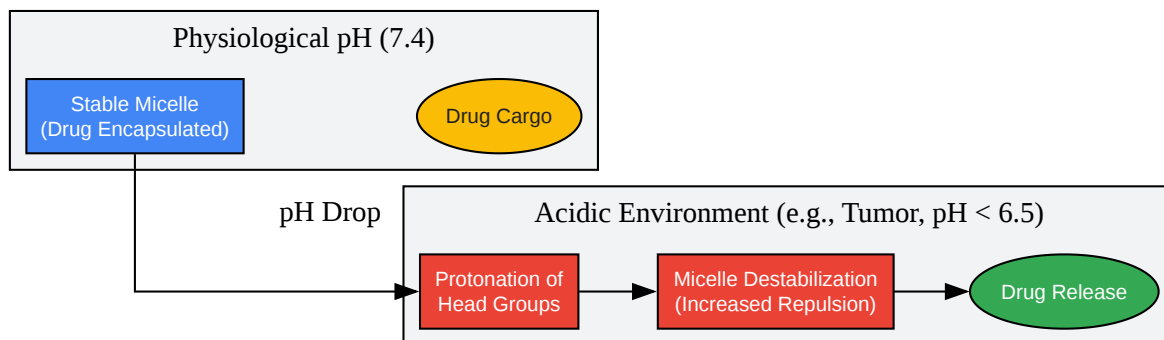 Physiological pH (7.4)
Stable Micelle
(Drug Encapsulated)
Drug Cargo
pH Drop
Acidic Environment (e.g., Tumor, pH < 6.5)
Protonation of
Head Groups
Micelle Destabilization
(Increased Repulsion)
Drug Release